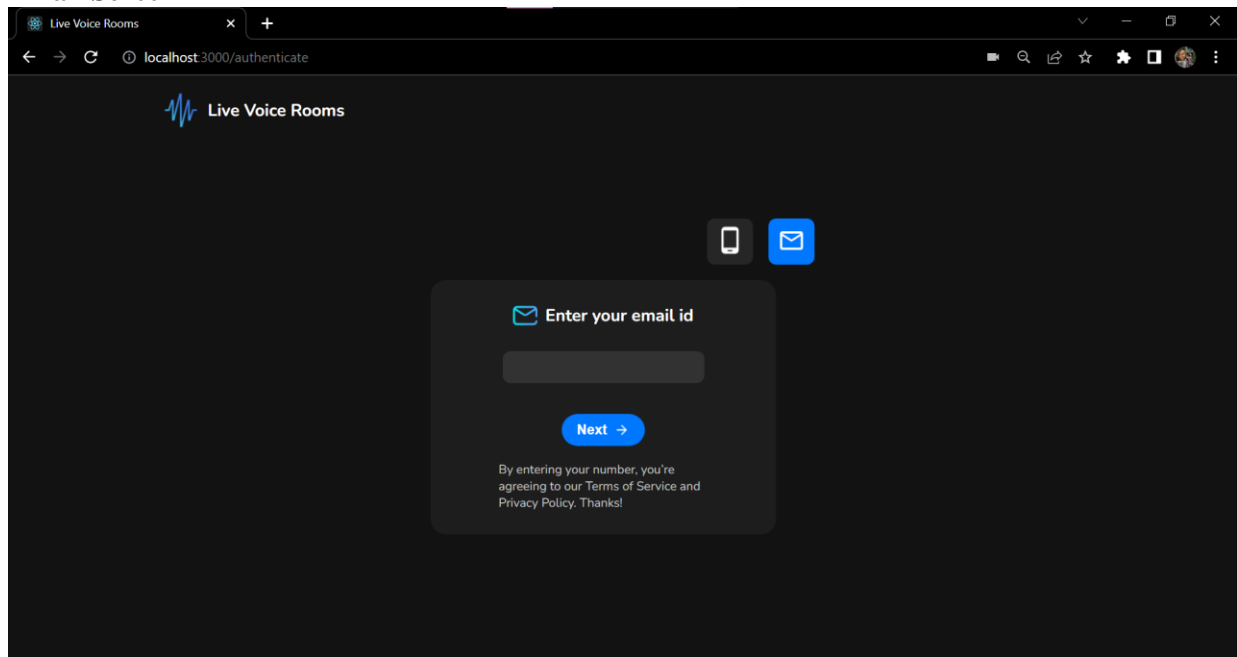 Live Voice Rooms
localhost:3000/authenticate
Live Voice Rooms
Enter your email id
Next →
By entering your number, you're
agreeing to our Terms of Service and
Privacy Policy. Thanks!